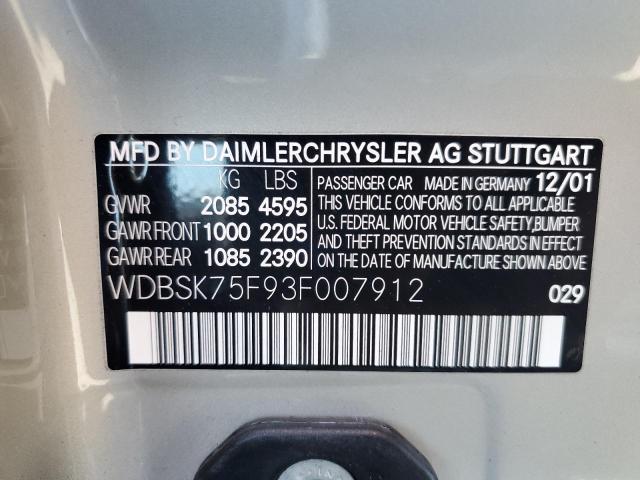 MFD BY DAIMLERCHRYSLER AG STUTTGART
KG LBS
GVWR 2085 4595
GAWR FRONT 1000 2205
GAWR REAR 1085 2390
PASSENGER CAR MADE IN GERMANY 12/01
THIS VEHICLE CONFORMS TO ALL APPLICABLE
U.S. FEDERAL MOTOR VEHICLE SAFETY, BUMPER
AND THEFT PREVENTION STANDARDS IN EFFECT
ON THE DATE OF MANUFACTURE SHOWN ABOVE.
WDBSK75F93F007912 029